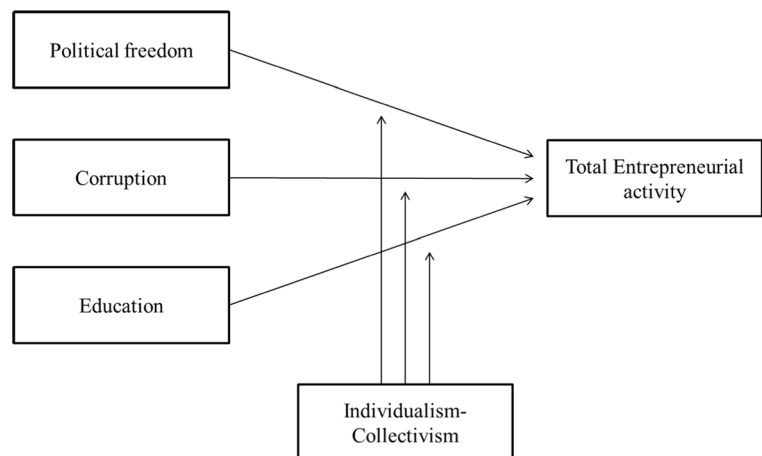 Political freedom
Corruption
Total Entrepreneurial
activity
Education
Individualism-
Collectivism